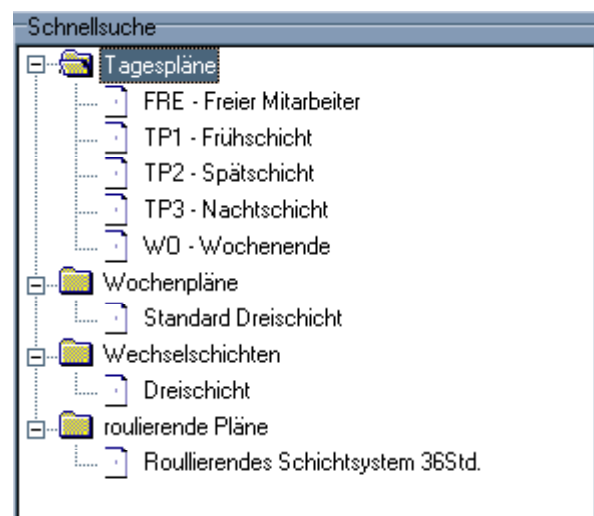 Schnellsuche
Tagespläne
FRE - Freier Mitarbeiter
TP1 - Frühschicht
TP2 - Spätschicht
TP3 - Nachtschicht
WO - Wochenende
Wochenpläne
Standard Dreischicht
Wechselschichten
Dreischicht
roulierende Pläne
Roullierendes Schichtsystem 36Std.